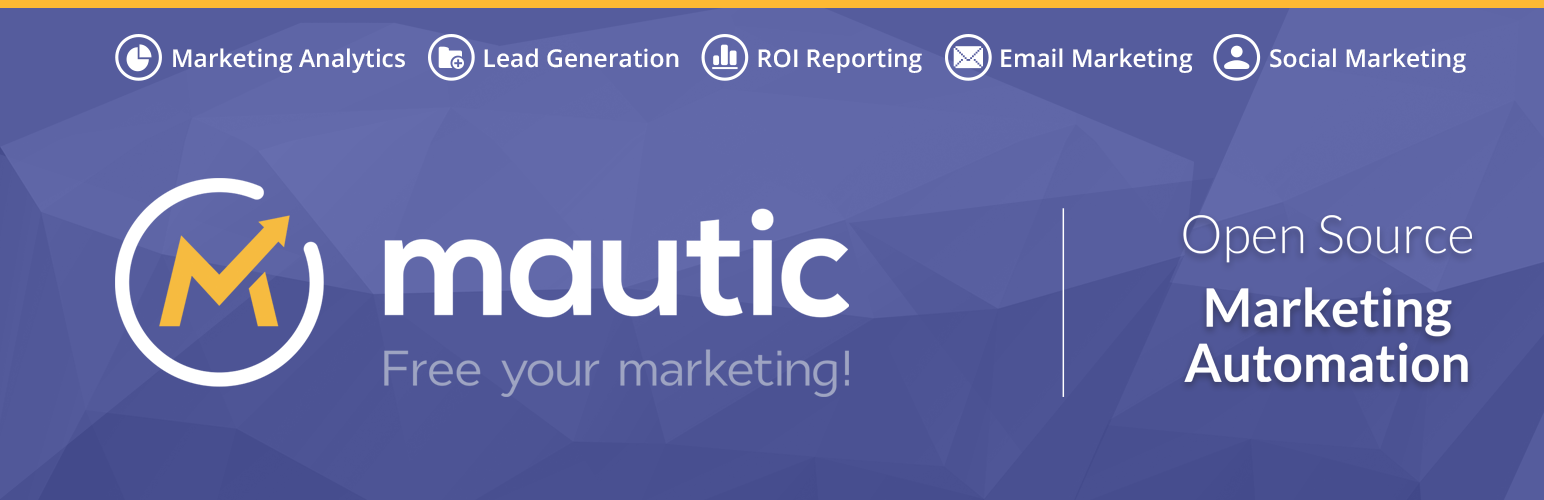 Marketing Analytics Lead Generation ROI Reporting Email Marketing Social Marketing
mautic
Free your marketing!
Open Source
Marketing
Automation